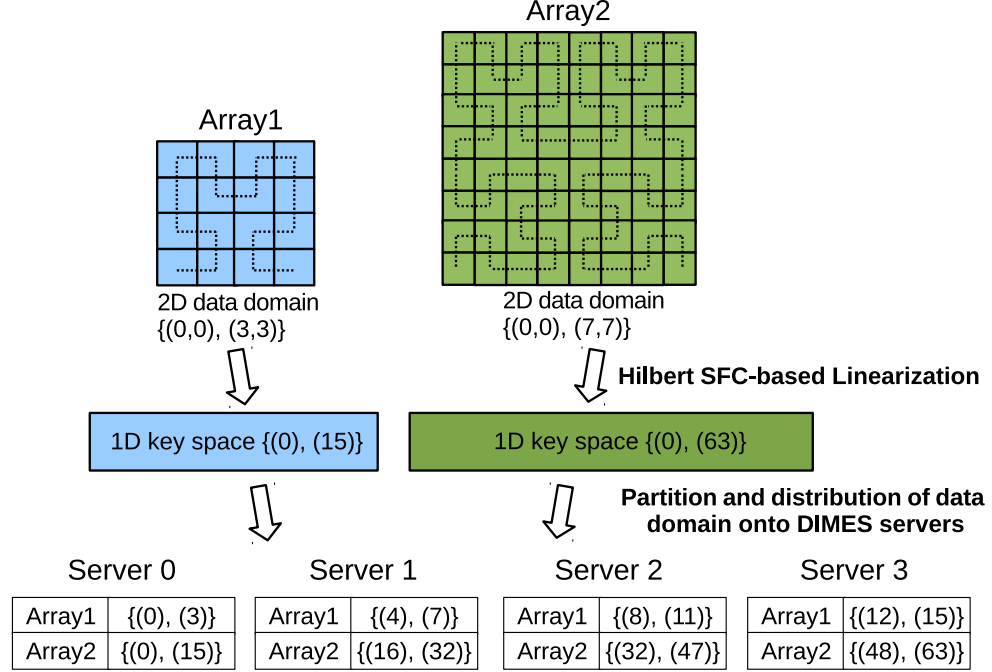 Array2
Array1
2D data domain
{(0,0), (3,3)}
2D data domain
{(0,0), (7,7)}
Hilbert SFC-based Linearization
1D key space {(0), (15)}
1D key space {(0), (63)}
Partition and distribution of data
domain onto DIMES servers
Server 0
Server 1
Server 2
Server 3
Array1 {(0), (3)}
Array2 {(0), (15)}
Array1 {(4), (7)}
Array2 {(16), (32)}
Array1 {(8), (11)}
Array2 {(32), (47)}
Array1 {(12), (15)}
Array2 {(48), (63)}